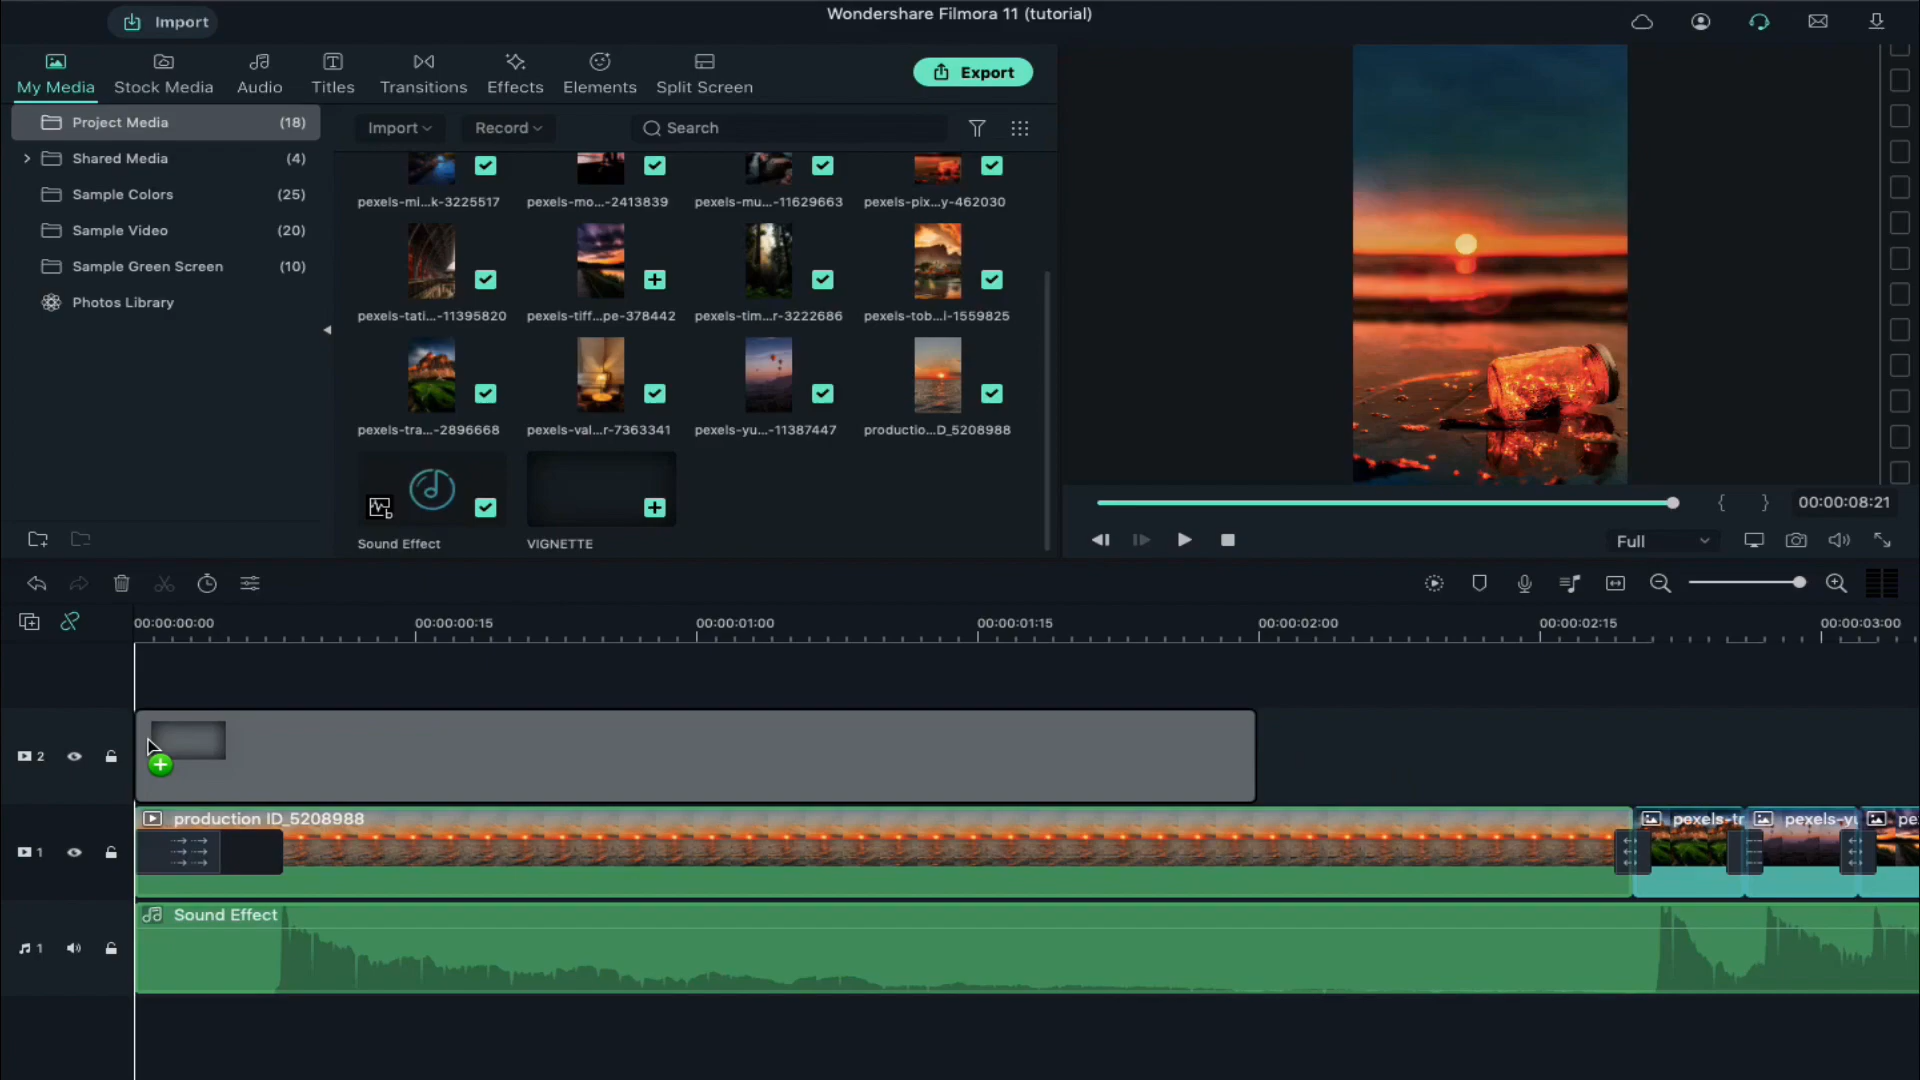 Wondershare Filmora 11 (tutorial)
Import
My Media
Stock Media
Audio
Titles
Transitions
Effects
Elements
Split Screen
Export
Project Media (18)
Shared Media (4)
Sample Colors (25)
Sample Video (20)
Sample Green Screen (10)
Photos Library
Import
Record
Search
pexels-mi...k-3225517
pexels-mo...-2413839
pexels-mu...-11629663
pexels-pix...y-462030
pexels-tati...-11395820
pexels-tiff...pe-378442
pexels-tim...r-3222686
pexels-tob...i-1559825
pexels-tra...-2896668
pexels-val...r-7363341
pexels-yu...-11387447
productio...D_5208988
Sound Effect
VIGNETTE
{ } 00:00:08:21
Full
00:00:00:00
00:00:00:15
00:00:01:00
00:00:01:15
00:00:02:00
00:00:02:15
00:00:03:00
2
1
production ID_5208988
pexels-tr
pexels-yu
pe
1
Sound Effect